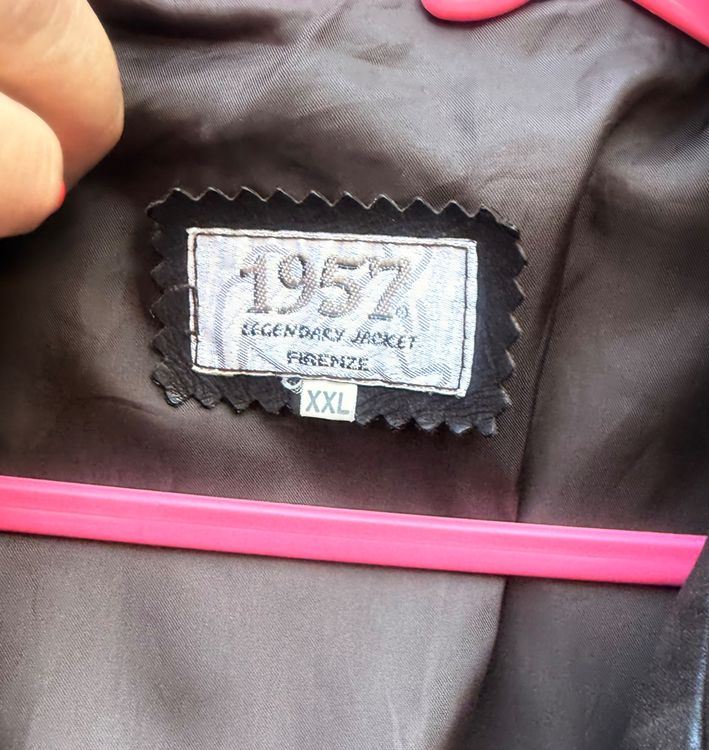 1957®
LEGENDARY JACKET
FIRENZE
XXL